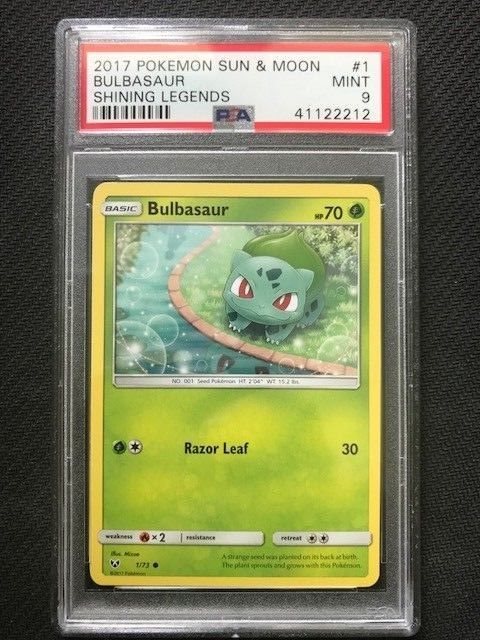 2017 POKEMON SUN & MOON #1
BULBASAUR MINT
SHINING LEGENDS 9
PSA 41122212
BASIC Bulbasaur HP 70
NO. 001 Seed Pokémon HT 2'04" WT 15.2 lbs.
Razor Leaf 30
weakness ×2 resistance retreat
Illus. Mizue
A strange seed was planted on its back at birth.
1/73
The plant sprouts and grows with this Pokémon.
©2017 Pokémon